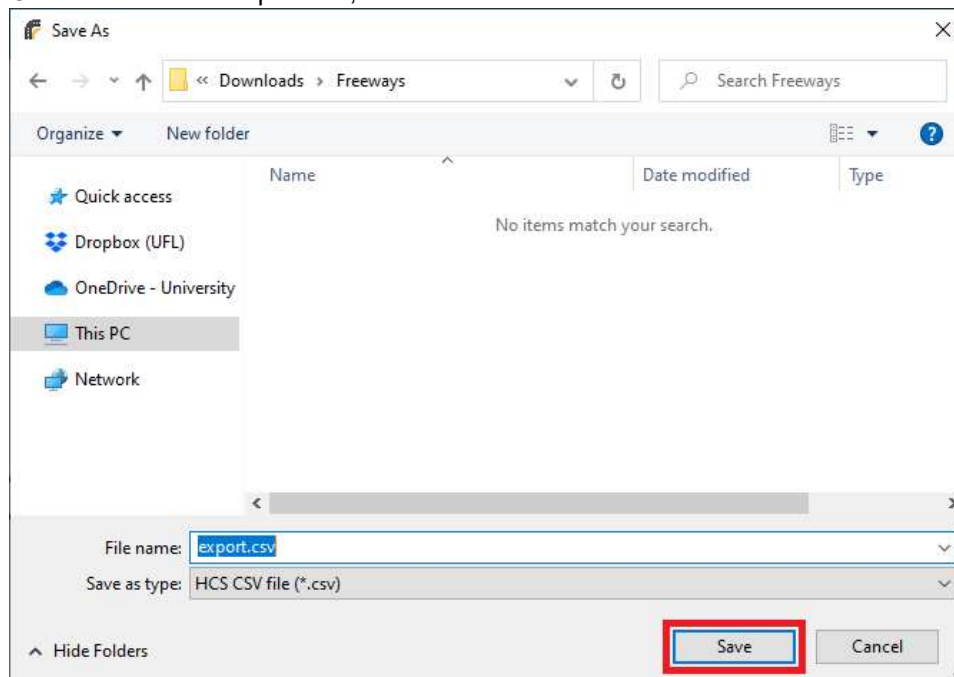 Save As
« Downloads › Freeways
Search Freeways
Organize New folder
Name Date modified Type
Quick access
No items match your search.
Dropbox (UFL)
OneDrive - University
This PC
Network
File name: export.csv
Save as type: HCS CSV file (*.csv)
Hide Folders Save Cancel